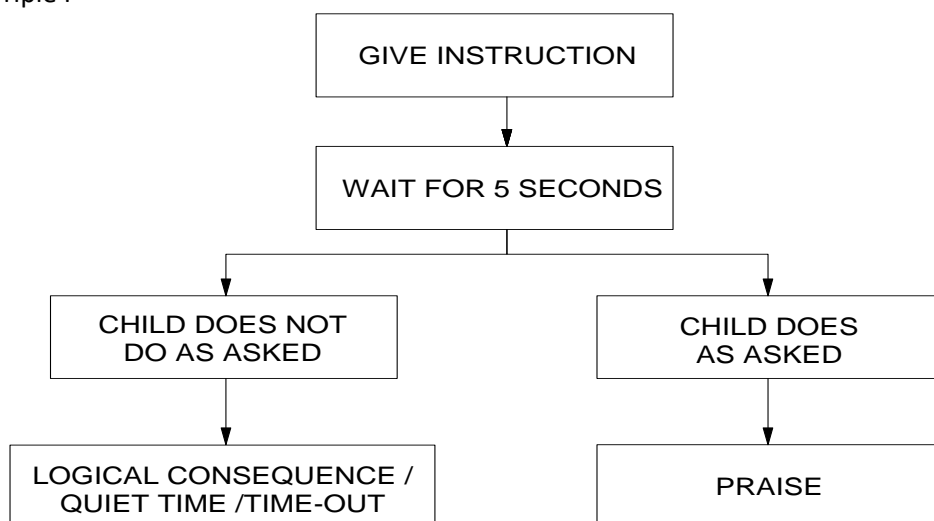 GIVE INSTRUCTION
WAIT FOR 5 SECONDS
CHILD DOES NOT
DO AS ASKED
CHILD DOES
AS ASKED
LOGICAL CONSEQUENCE /
QUIET TIME /TIME-OUT
PRAISE